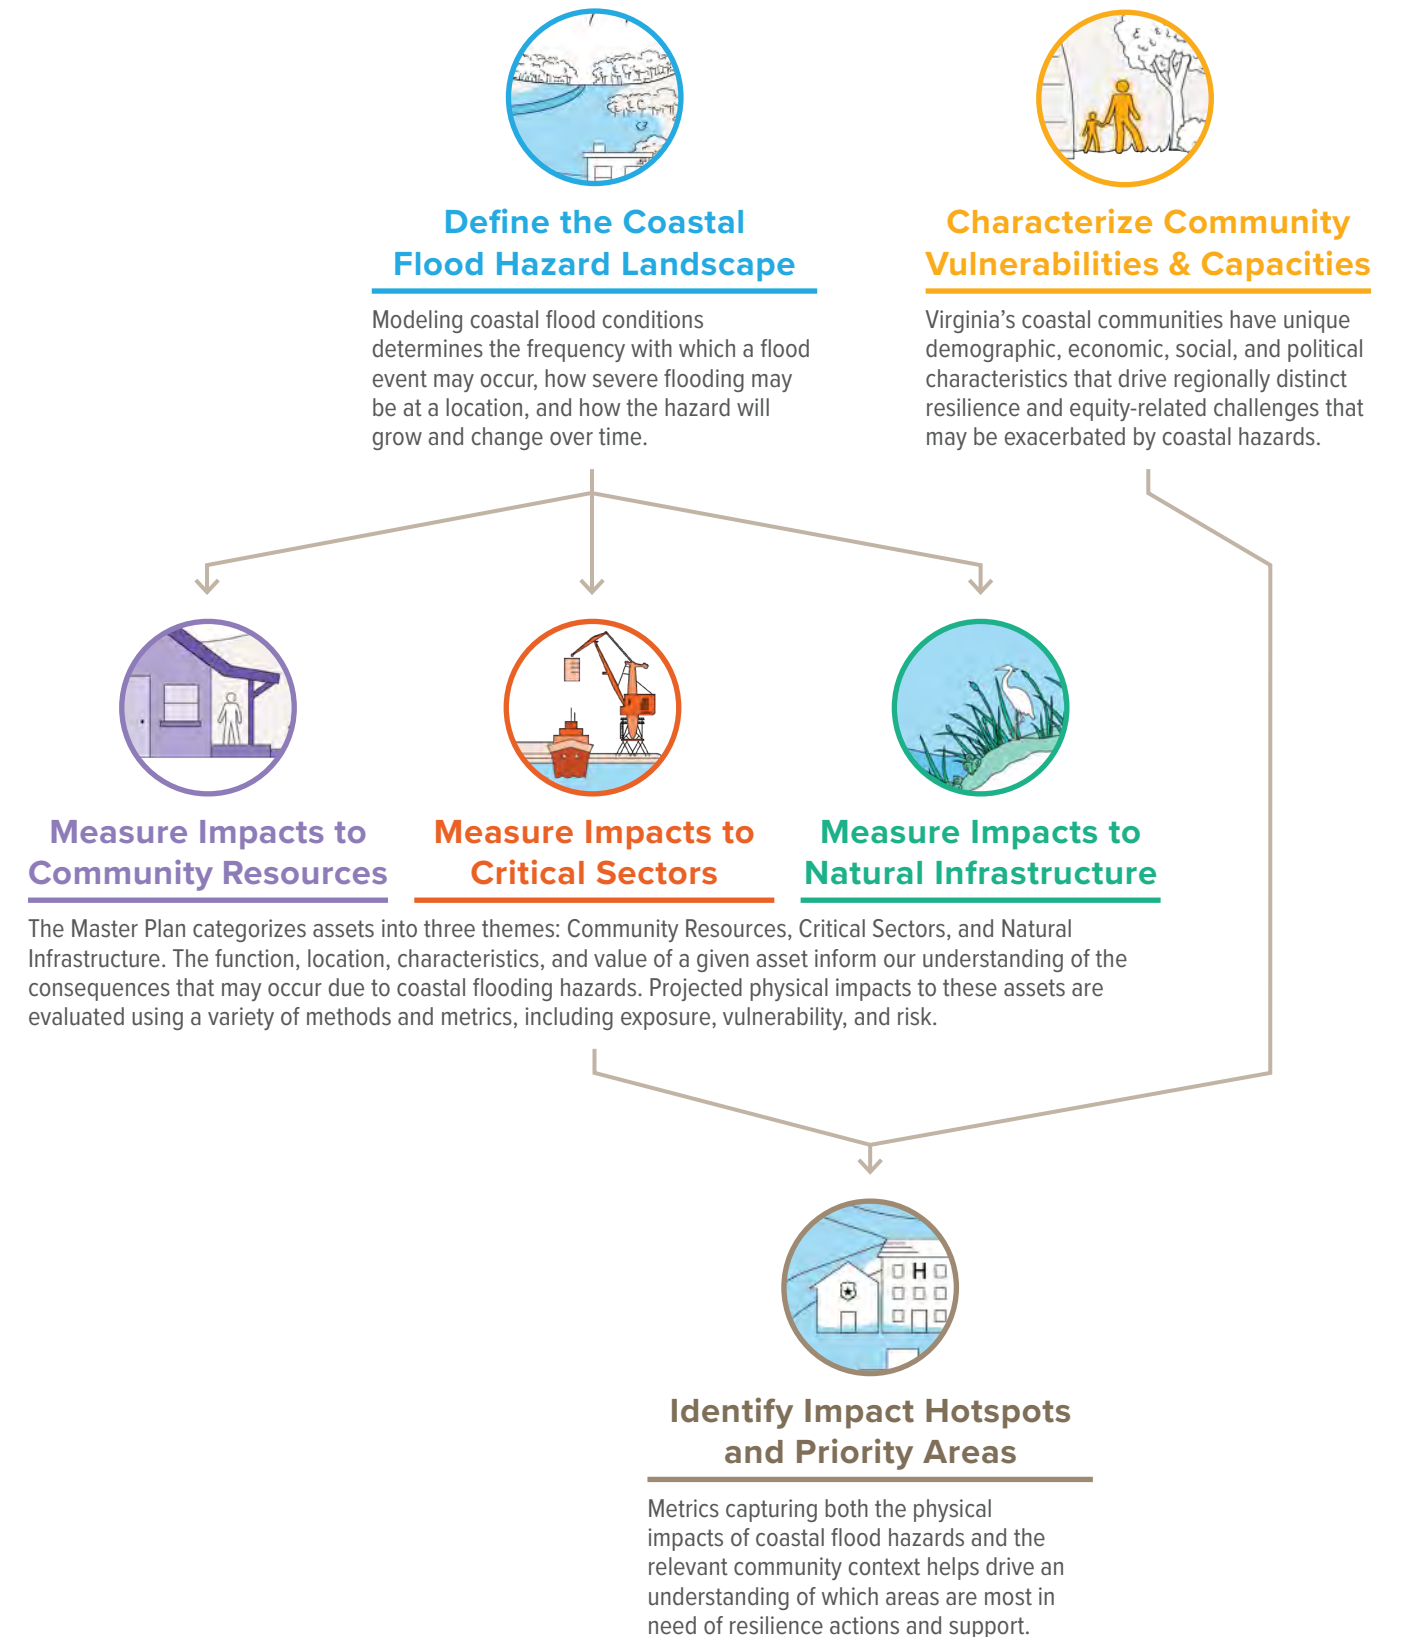 Define the Coastal
Flood Hazard Landscape
Modeling coastal flood conditions
determines the frequency with which a flood
event may occur, how severe flooding may
be at a location, and how the hazard will
grow and change over time.
Characterize Community
Vulnerabilities & Capacities
Virginia's coastal communities have unique
demographic, economic, social, and political
characteristics that drive regionally distinct
resilience and equity-related challenges that
may be exacerbated by coastal hazards.
Measure Impacts to
Community Resources
Measure Impacts to
Critical Sectors
Measure Impacts to
Natural Infrastructure
The Master Plan categorizes assets into three themes: Community Resources, Critical Sectors, and Natural
Infrastructure. The function, location, characteristics, and value of a given asset inform our understanding of the
consequences that may occur due to coastal flooding hazards. Projected physical impacts to these assets are
evaluated using a variety of methods and metrics, including exposure, vulnerability, and risk.
H
Identify Impact Hotspots
and Priority Areas
Metrics capturing both the physical
impacts of coastal flood hazards and the
relevant community context helps drive an
understanding of which areas are most in
need of resilience actions and support.